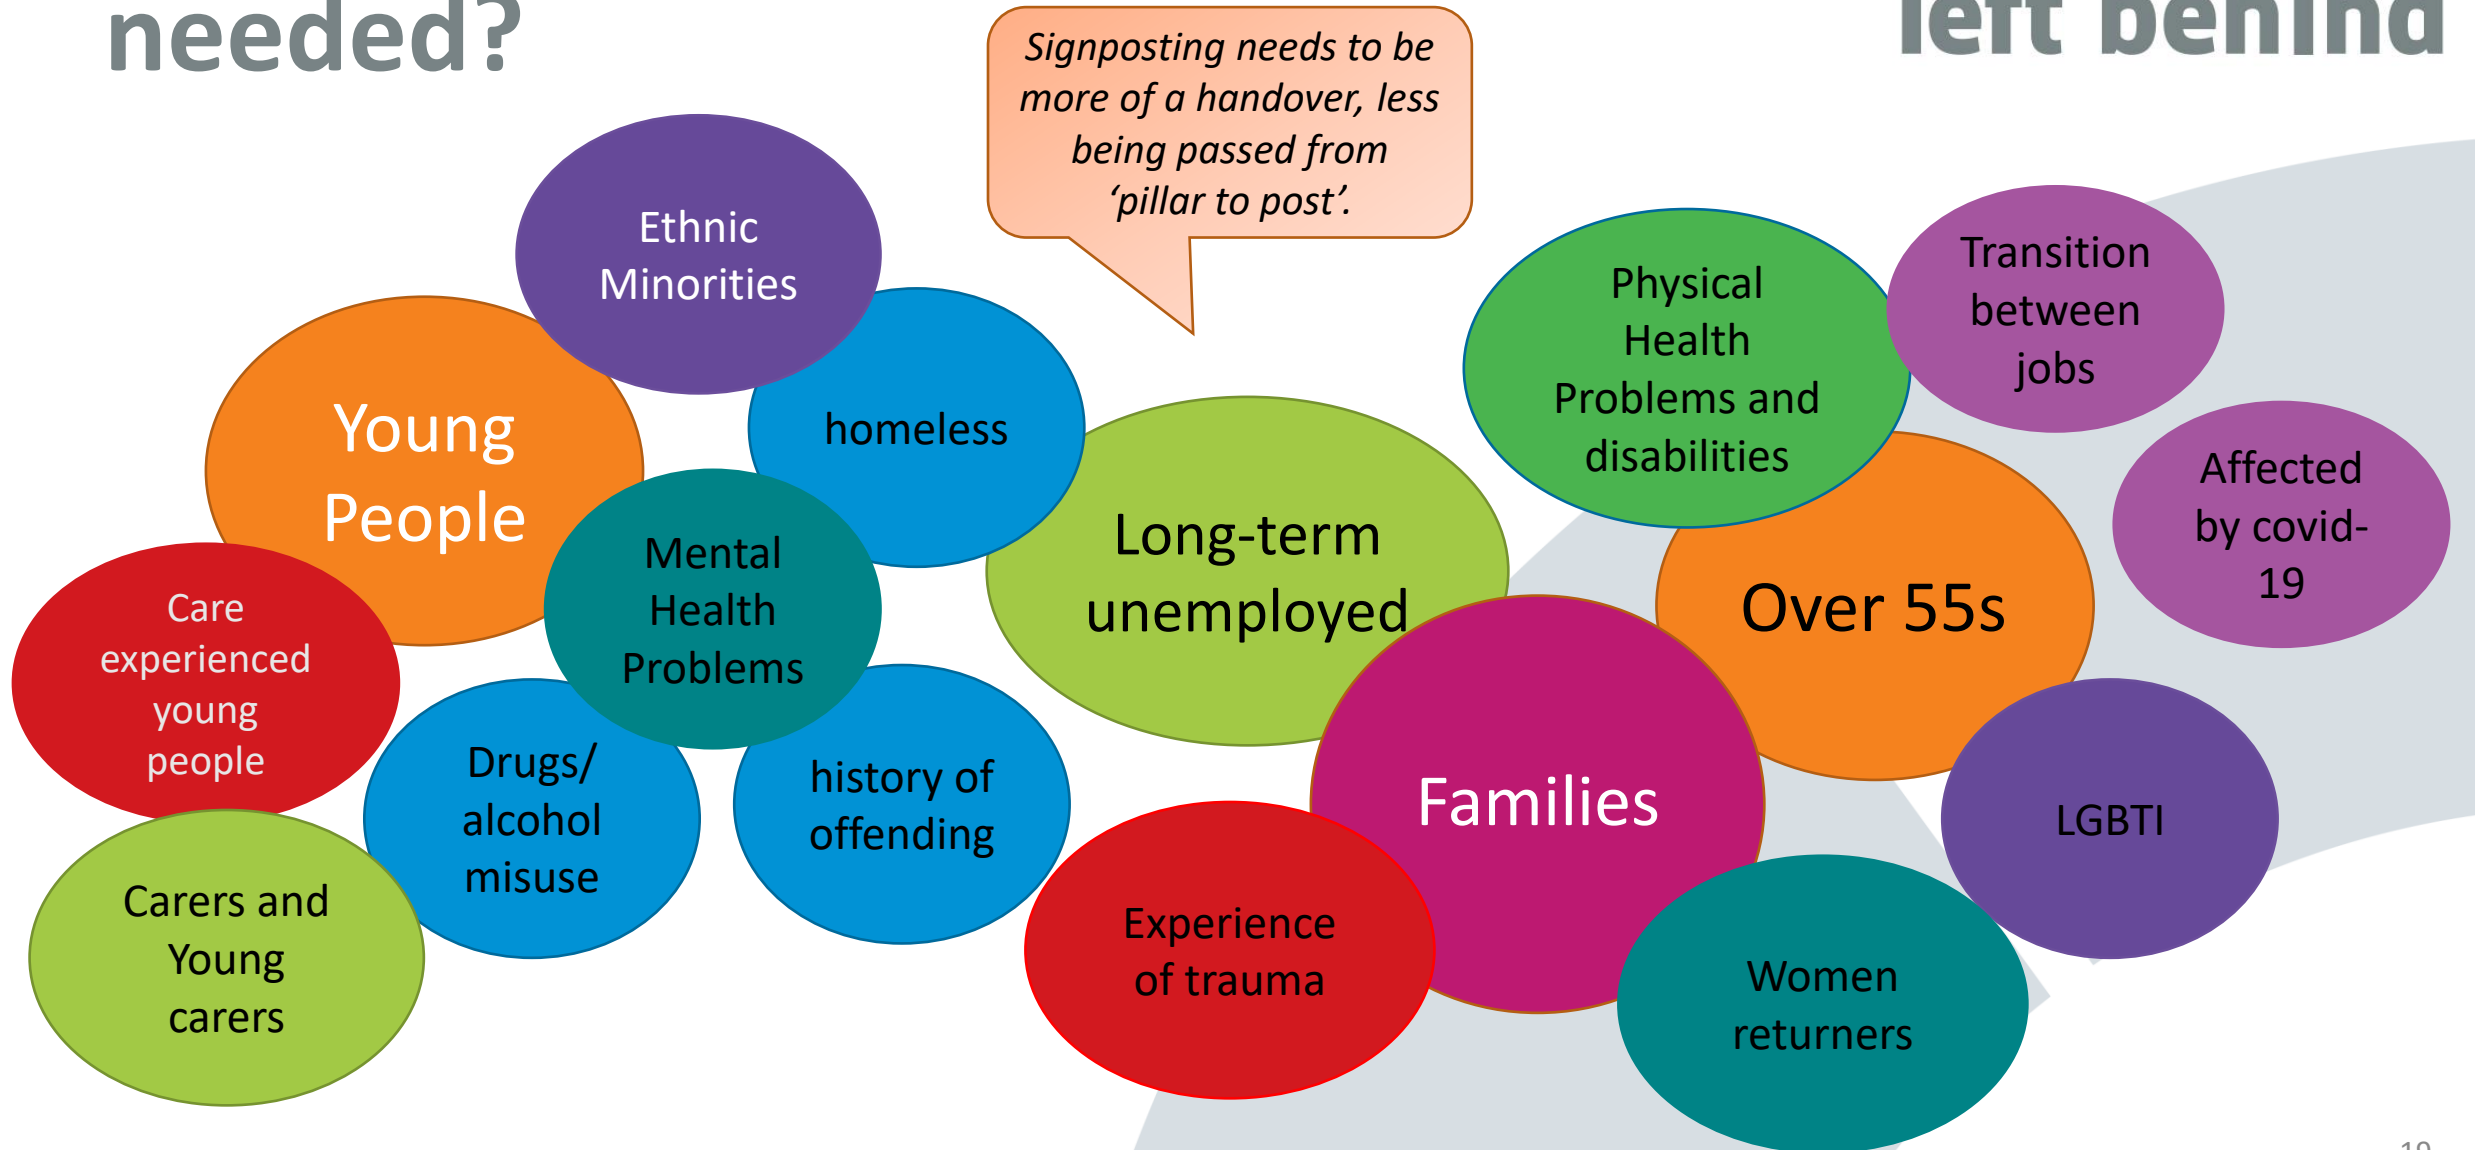 needed?
left behind
Signposting needs to be
more of a handover, less
being passed from
‘pillar to post’.
Ethnic
Minorities
Young
People
homeless
Mental
Health
Problems
Care
experienced
young
people
Drugs/
alcohol
misuse
history of
offending
Carers and
Young
carers
Long-term
unemployed
Physical
Health
Problems and
disabilities
Transition
between
jobs
Affected
by covid-
19
Over 55s
Families
LGBTI
Experience
of trauma
Women
returners